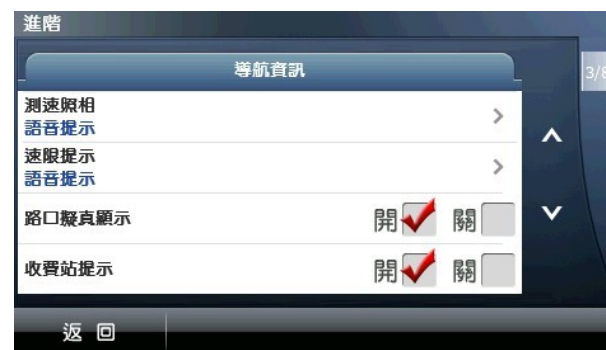 進階
導航資訊
3/8
測速照相
語音提示
速限提示
語音提示
路口擬真顯示 開 關
收費站提示 開 關
返回